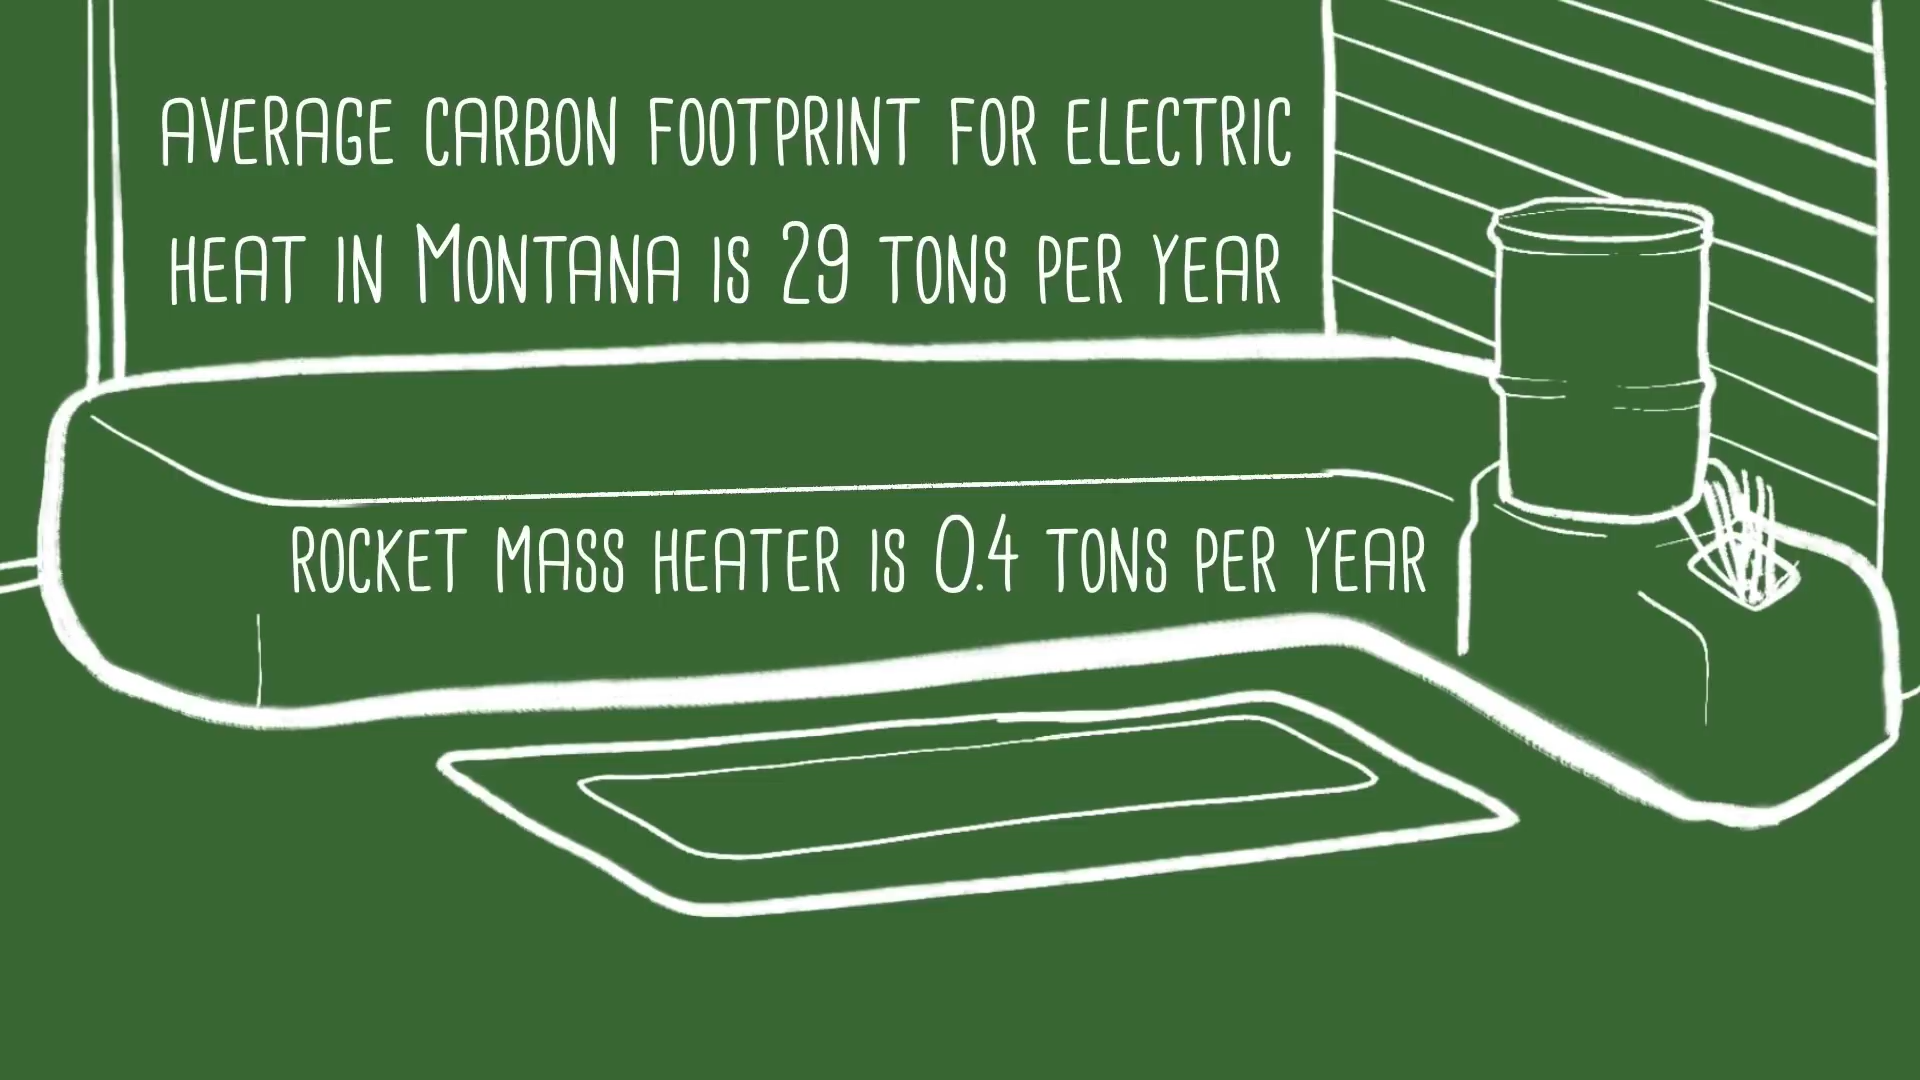 AVERAGE CARBON FOOTPRINT FOR ELECTRIC
HEAT IN MONTANA IS 29 TONS PER YEAR
ROCKET MASS HEATER IS 0.4 TONS PER YEAR